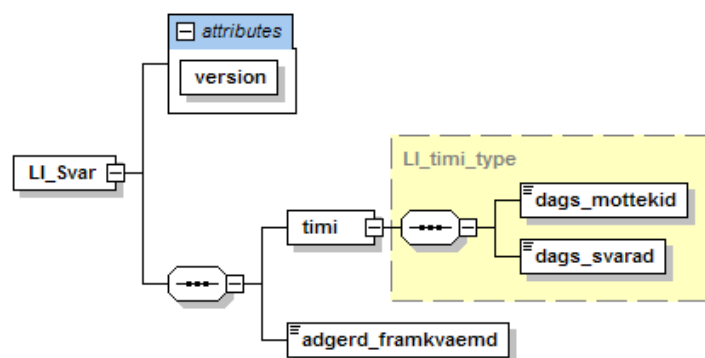 attributes
version
LI_Svar
LI_timi_type
dags_mottekid
timi
dags_svarad
adgerd_framkvaemd